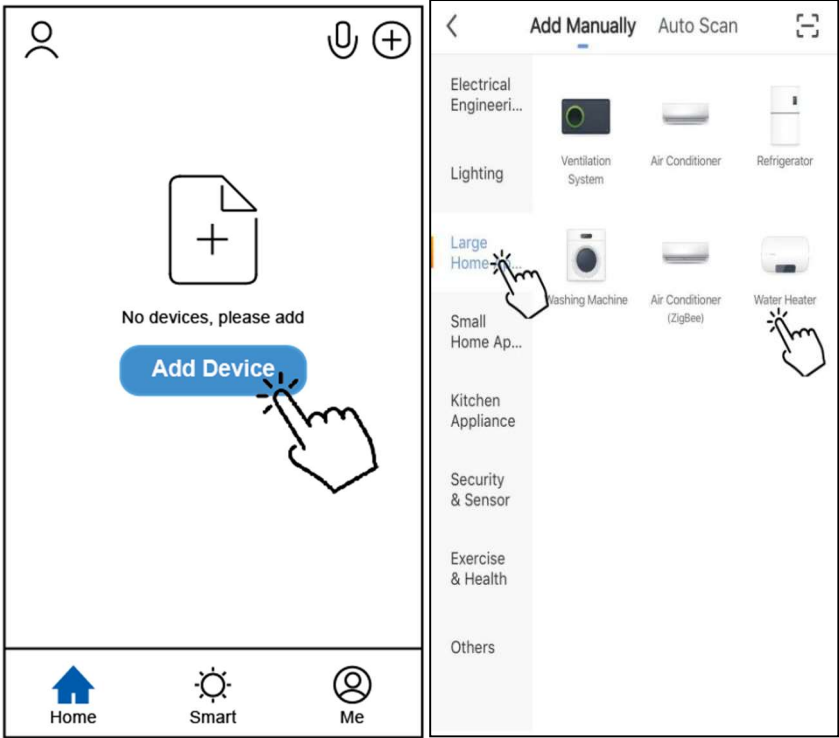 No devices, please add
Add Device
Home
Smart
Me
Add Manually
Auto Scan
Electrical
Engineeri...
Lighting
Large
Home
Small
Home Ap...
Kitchen
Appliance
Security
& Sensor
Exercise
& Health
Others
Ventilation
System
Air Conditioner
Refrigerator
Washing Machine
Air Conditioner
(ZigBee)
Water Heater